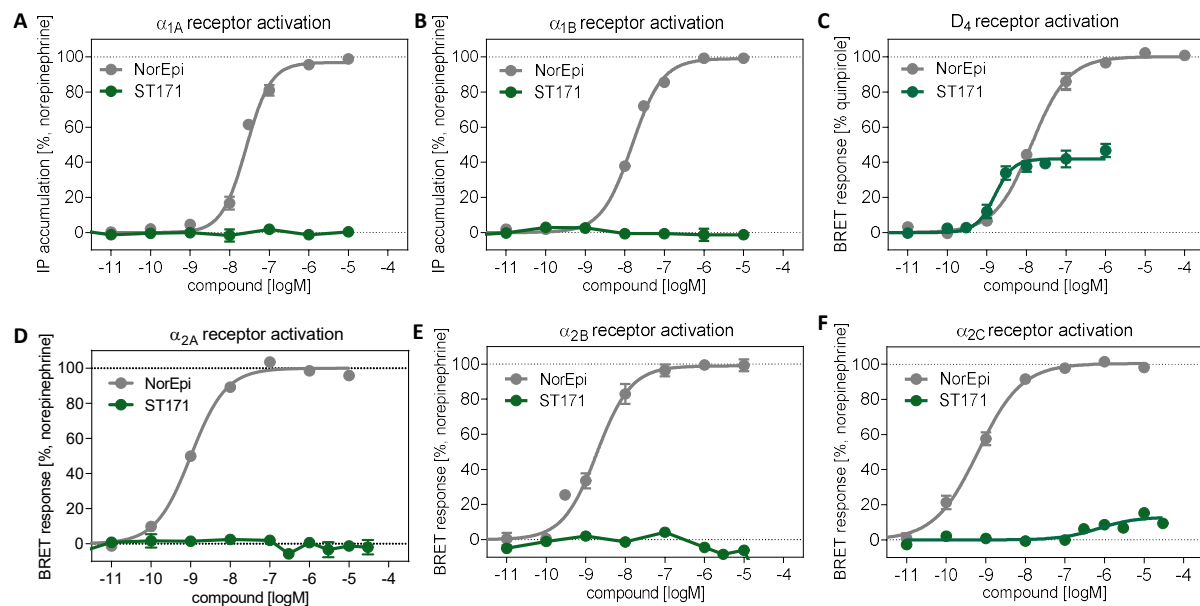 A
α1A receptor activation
IP accumulation [%, norepinephrine]
100
80
60
40
20
0
NorEpi
ST171
-11 -10 -9 -8 -7 -6 -5 -4
compound [logM]
B
α1B receptor activation
IP accumulation [%, norepinephrine]
100
80
60
40
20
0
NorEpi
ST171
-11 -10 -9 -8 -7 -6 -5 -4
compound [logM]
C
D4 receptor activation
BRET response [% quinpirole]
100
80
60
40
20
0
NorEpi
ST171
-11 -10 -9 -8 -7 -6 -5 -4
compound [logM]
D
α2A receptor activation
BRET response [%, norepinephrine]
100
80
60
40
20
0
NorEpi
ST171
-11 -10 -9 -8 -7 -6 -5 -4
compound [logM]
E
α2B receptor activation
BRET response [%, norepinephrine]
100
80
60
40
20
0
NorEpi
ST171
-11 -10 -9 -8 -7 -6 -5 -4
compound [logM]
F
α2C receptor activation
BRET response [%, norepinephrine]
100
80
60
40
20
0
NorEpi
ST171
-11 -10 -9 -8 -7 -6 -5 -4
compound [logM]